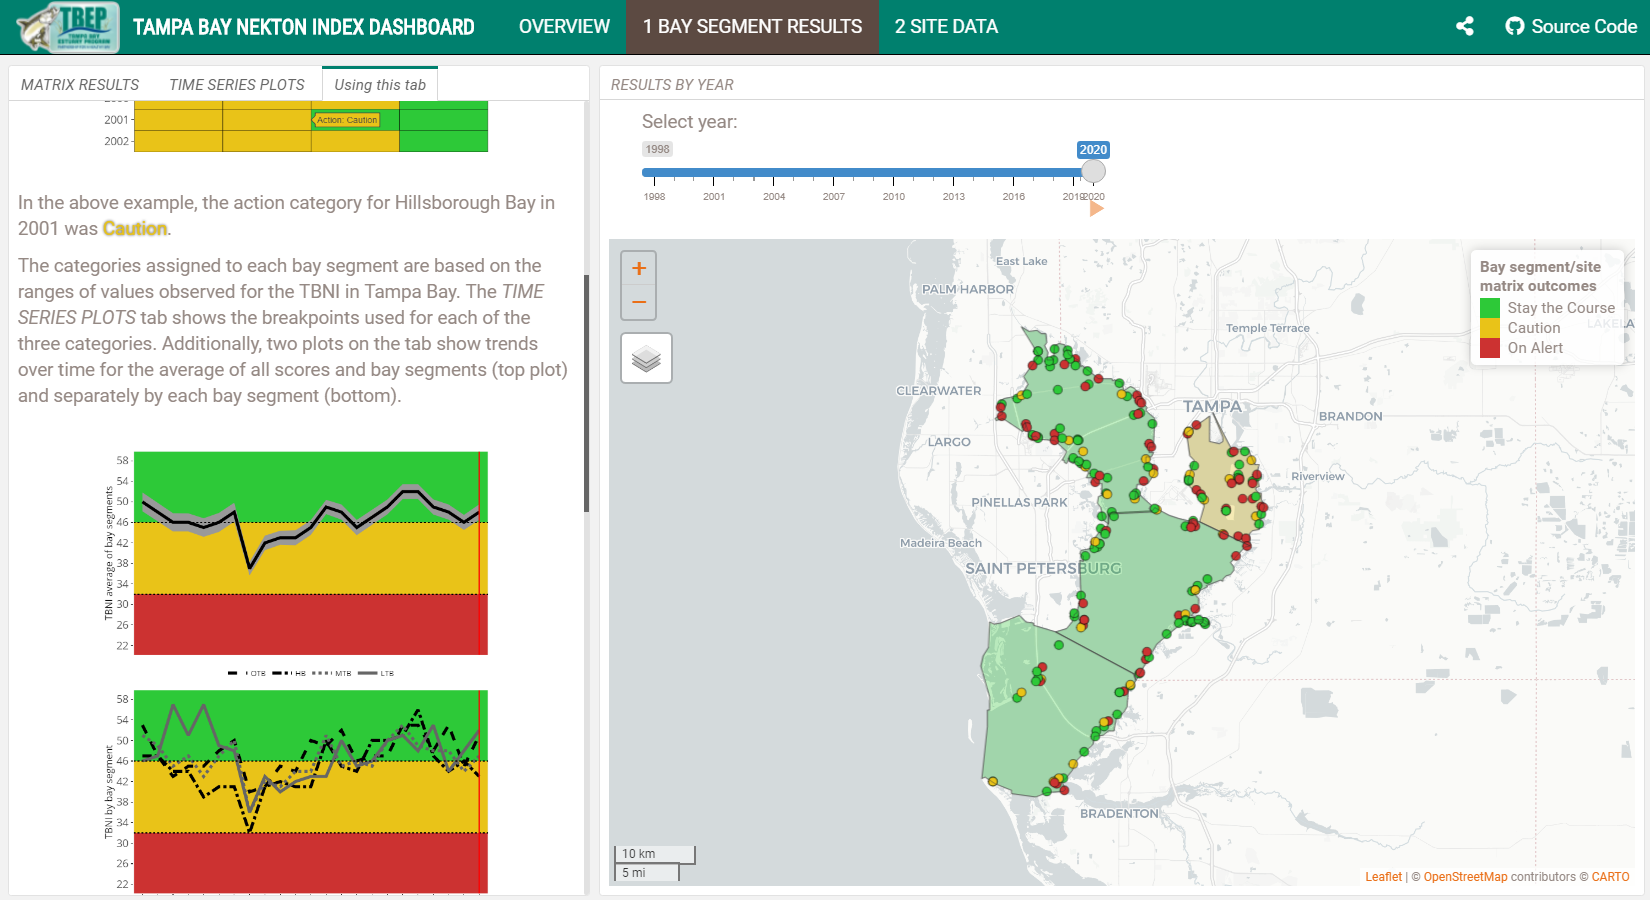 TBEP
TAMPA BAY
ESTUARY PROGRAM
TAMPA BAY NEKTON INDEX DASHBOARD
OVERVIEW
1 BAY SEGMENT RESULTS
2 SITE DATA
Source Code
MATRIX RESULTS
TIME SERIES PLOTS
Using this tab
2001
Action: Caution
2002
In the above example, the action category for Hillsborough Bay in
2001 was Caution.
The categories assigned to each bay segment are based on the
ranges of values observed for the TBNI in Tampa Bay. The TIME
SERIES PLOTS tab shows the breakpoints used for each of the
three categories. Additionally, two plots on the tab show trends
over time for the average of all scores and bay segments (top plot)
and separately by each bay segment (bottom).
TBNI average of bay segments
58
54
50
46
42
38
34
30
26
22
OTB HB MTB LTB
TBNI by bay segment
58
54
50
46
42
38
34
30
26
22
RESULTS BY YEAR
Select year:
1998
2020
1998 2001 2004 2007 2010 2013 2016 2019 2020
+
−
East Lake
PALM HARBOR
Temple Terrace
CLEARWATER
TAMPA
BRANDON
LARGO
Riverview
PINELLAS PARK
Madeira Beach
SAINT PETERSBURG
BRADENTON
LAKELA
Bay segment/site
matrix outcomes
Stay the Course
Caution
On Alert
10 km
5 mi
Leaflet | © OpenStreetMap contributors © CARTO